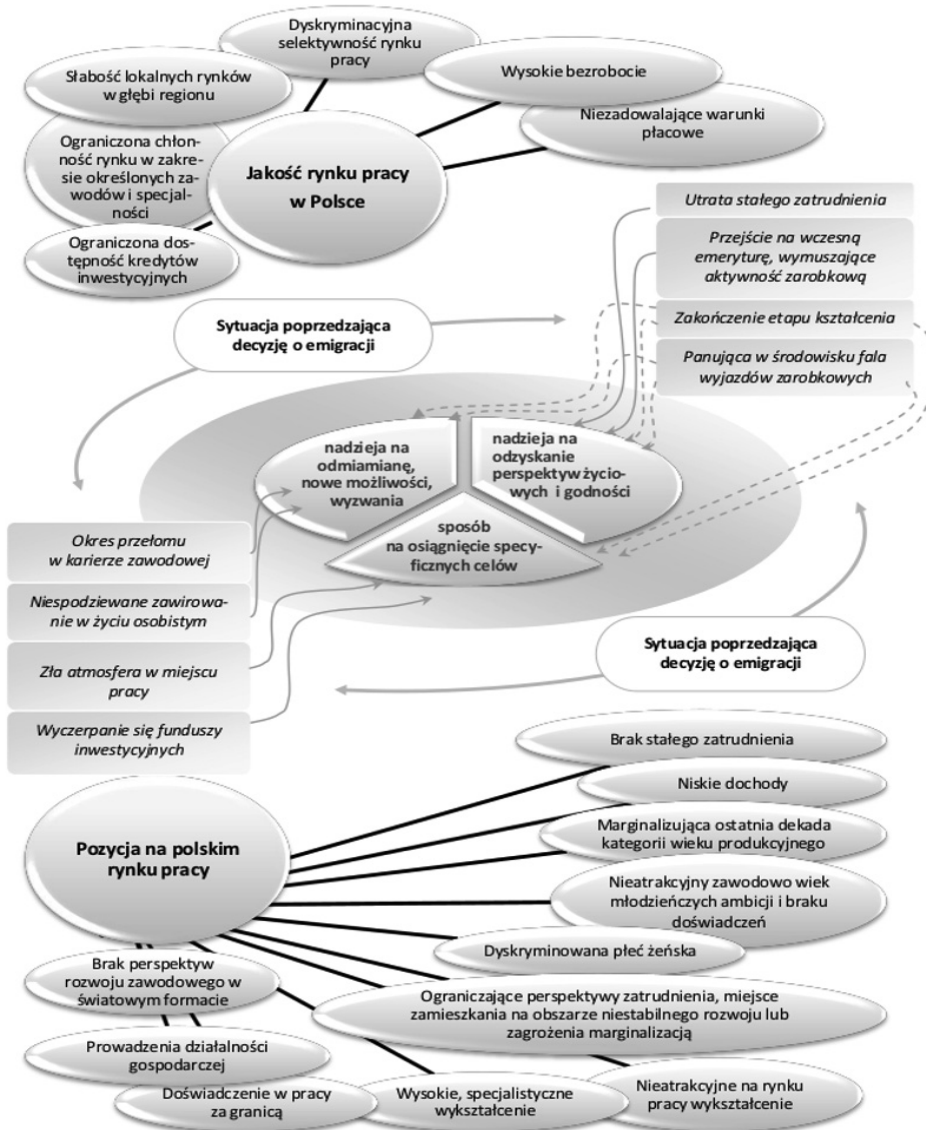 Dyskryminacyjna
selektywność rynku
pracy
Słabość lokalnych rynków
w głębi regionu
Wysokie bezrobocie
Niezadowalające warunki
płacowe
Ograniczona chłon-
ność rynku w zakre-
sie określonych za-
wodów i specjal-
ności
Jakość rynku pracy
w Polsce
Ograniczona dos-
tępność kredytów
inwestycyjnych
Utrata stałego zatrudnienia
Przejście na wczesną
emeryturę, wymuszające
aktywność zarobkową
Zakończenie etapu kształcenia
Panująca w środowisku fala
wyjazdów zarobkowych
Sytuacja poprzedzająca
decyzję o emigracji
nadzieja na
odmiamianę,
nowe możliwości,
wyzwania
nadzieja na
odzyskanie
perspektyw życio-
wych i godności
sposób
na osiągnięcie specy-
ficznych celów
Okres przełomu
w karierze zawodowej
Niespodziewane zawirowa-
nie w życiu osobistym
Zła atmosfera w miejscu
pracy
Wyczerpanie się funduszy
inwestycyjnych
Sytuacja poprzedzająca
decyzję o emigracji
Brak stałego zatrudnienia
Niskie dochody
Marginalizująca ostatnia dekada
kategorii wieku produkcyjnego
Pozycja na polskim
rynku pracy
Nieatrakcyjny zawodowo wiek
młodzieńczych ambicji i braku
doświadczeń
Dyskryminowana płeć żeńska
Brak perspektyw
rozwoju zawodowego w
światowym formacie
Ograniczające perspektywy zatrudnienia, miejsce
zamieszkania na obszarze niestabilnego rozwoju lub
zagrożenia marginalizacją
Prowadzenia działalności
gospodarczej
Doświadczenie w pracy
za granicą
Wysokie, specjalistyczne
wykształcenie
Nieatrakcyjne na rynku
pracy wykształcenie